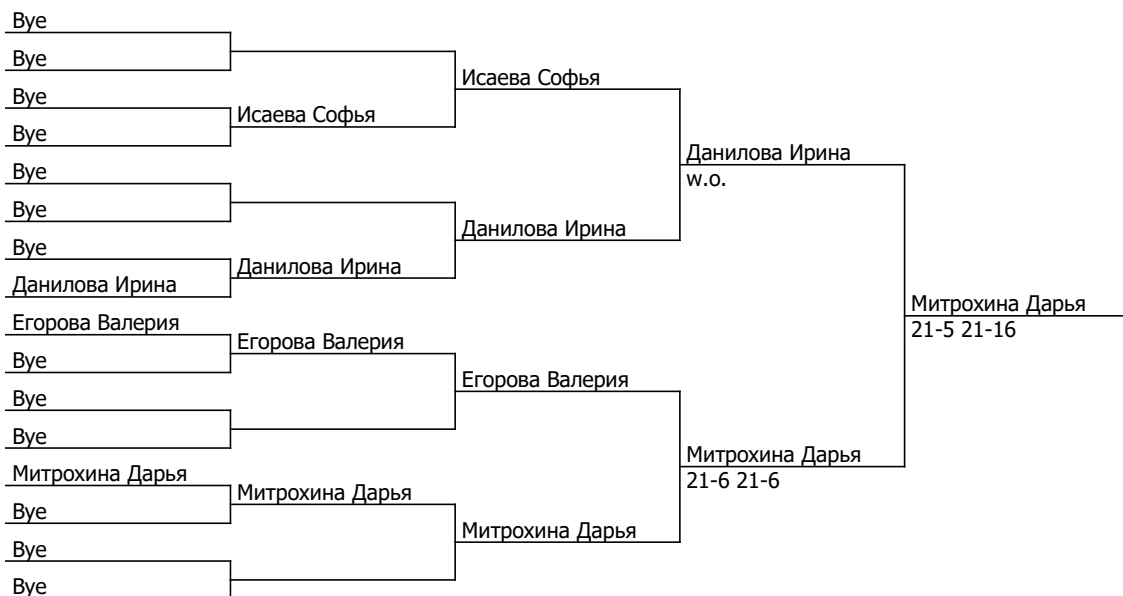 Bye
Bye
Исаева Софья
Bye
Исаева Софья
Bye
Данилова Ирина
w.o.
Bye
Bye
Данилова Ирина
Bye
Данилова Ирина
Данилова Ирина
Митрохина Дарья
21-5 21-16
Егорова Валерия
Егорова Валерия
Bye
Егорова Валерия
Bye
Bye
Митрохина Дарья
21-6 21-6
Митрохина Дарья
Митрохина Дарья
Bye
Митрохина Дарья
Bye
Bye